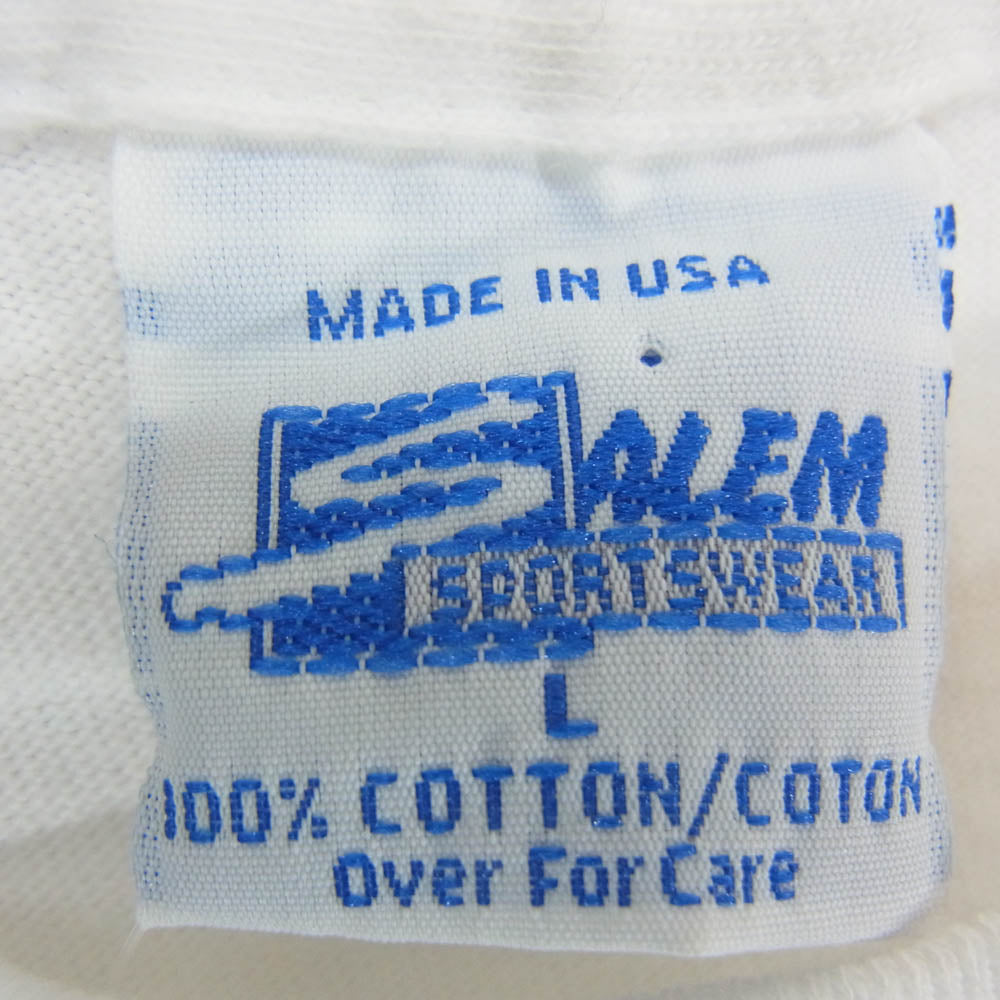 MADE IN USA
SALEM
SPORTSWEAR
L
100% COTTON/COTON
Over For Care